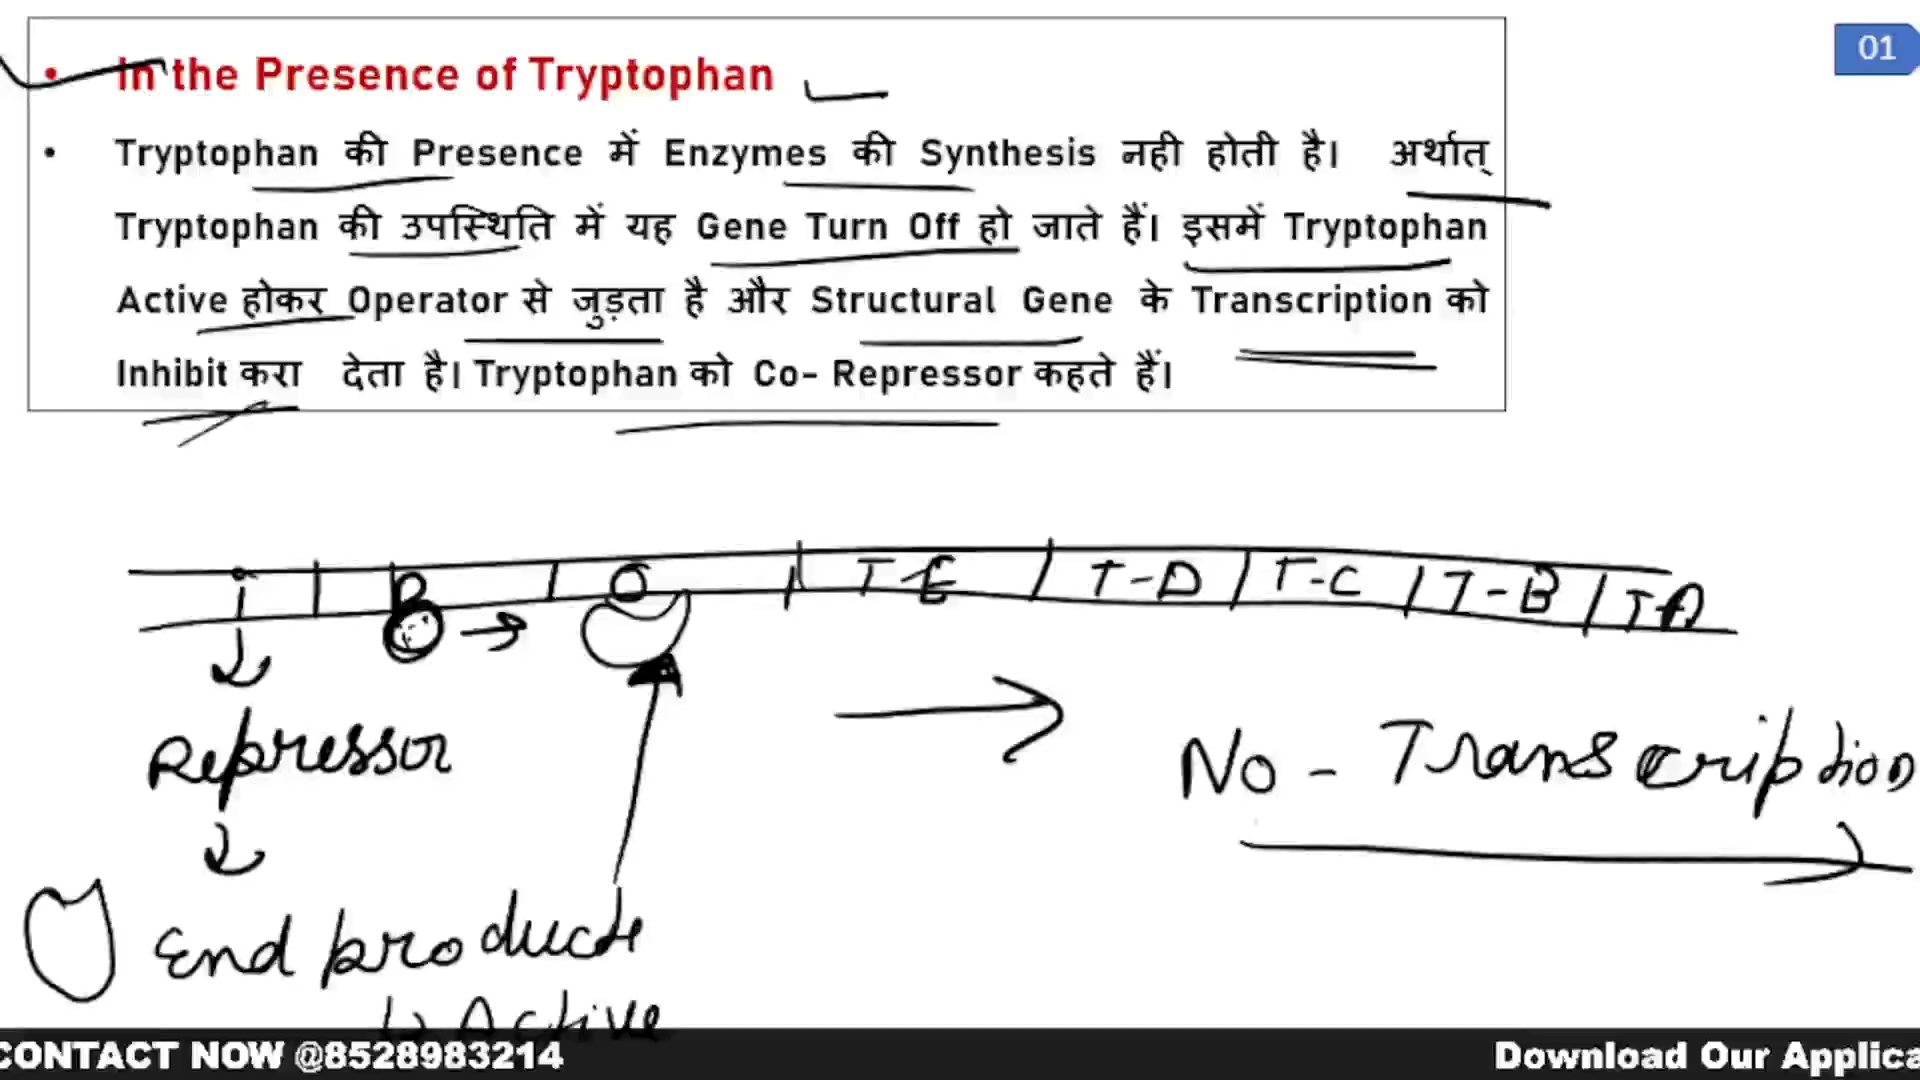 01
• In the Presence of Tryptophan
• Tryptophan की Presence में Enzymes की Synthesis नही होती है। अर्थात्
Tryptophan की उपस्थिति में यह Gene Turn Off हो जाते हैं। इसमें Tryptophan
Active होकर Operator से जुड़ता है और Structural Gene के Transcription को
Inhibit करा देता है। Tryptophan को Co- Repressor कहते हैं।
i P O T-E T-D T-C T-B T-A
Repressor
No - Transcription
End product
Active
CONTACT NOW @8528983214
Download Our Applica